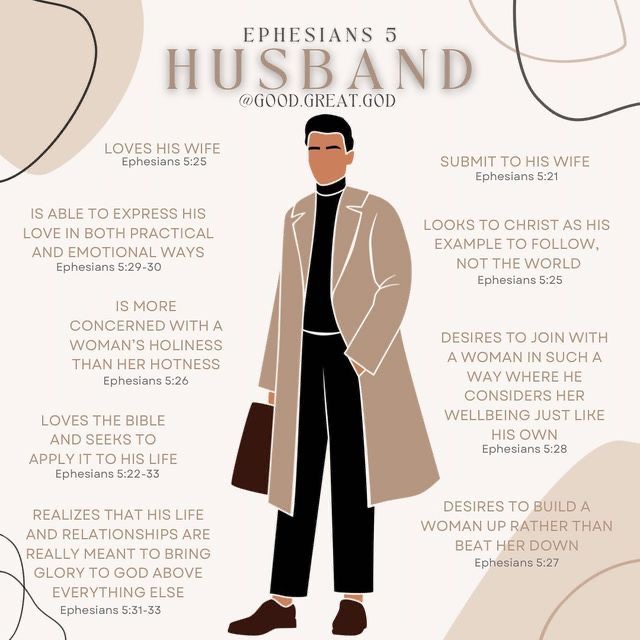 EPHESIANS 5
HUSBAND
@GOOD.GREAT.GOD
LOVES HIS WIFE
Ephesians 5:25
IS ABLE TO EXPRESS HIS
LOVE IN BOTH PRACTICAL
AND EMOTIONAL WAYS
Ephesians 5:29-30
IS MORE
CONCERNED WITH A
WOMAN'S HOLINESS
THAN HER HOTNESS
Ephesians 5:26
LOVES THE BIBLE
AND SEEKS TO
APPLY IT TO HIS LIFE
Ephesians 5:22-33
REALIZES THAT HIS LIFE
AND RELATIONSHIPS ARE
REALLY MEANT TO BRING
GLORY TO GOD ABOVE
EVERYTHING ELSE
Ephesians 5:31-33
SUBMIT TO HIS WIFE
Ephesians 5:21
LOOKS TO CHRIST AS HIS
EXAMPLE TO FOLLOW,
NOT THE WORLD
Ephesians 5:25
DESIRES TO JOIN WITH
A WOMAN IN SUCH A
WAY WHERE HE
CONSIDERS HER
WELLBEING JUST LIKE
HIS OWN
Ephesians 5:28
DESIRES TO BUILD A
WOMAN UP RATHER THAN
BEAT HER DOWN
Ephesians 5:27